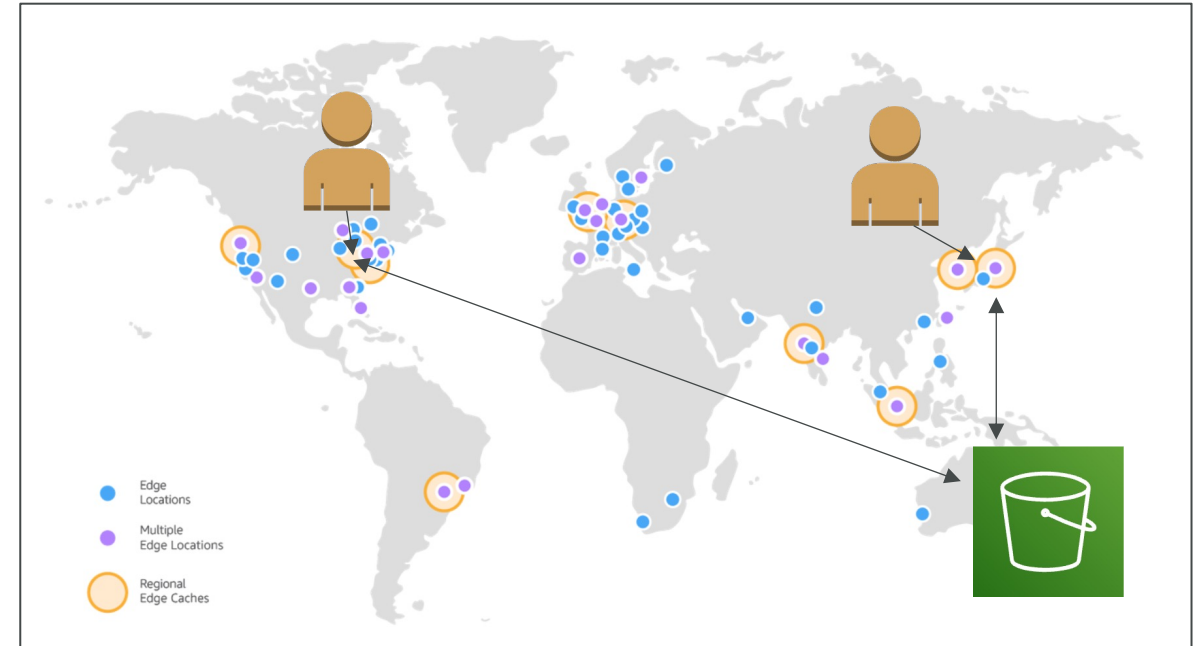 Edge
Locations
Multiple
Edge Locations
Regional
Edge Caches